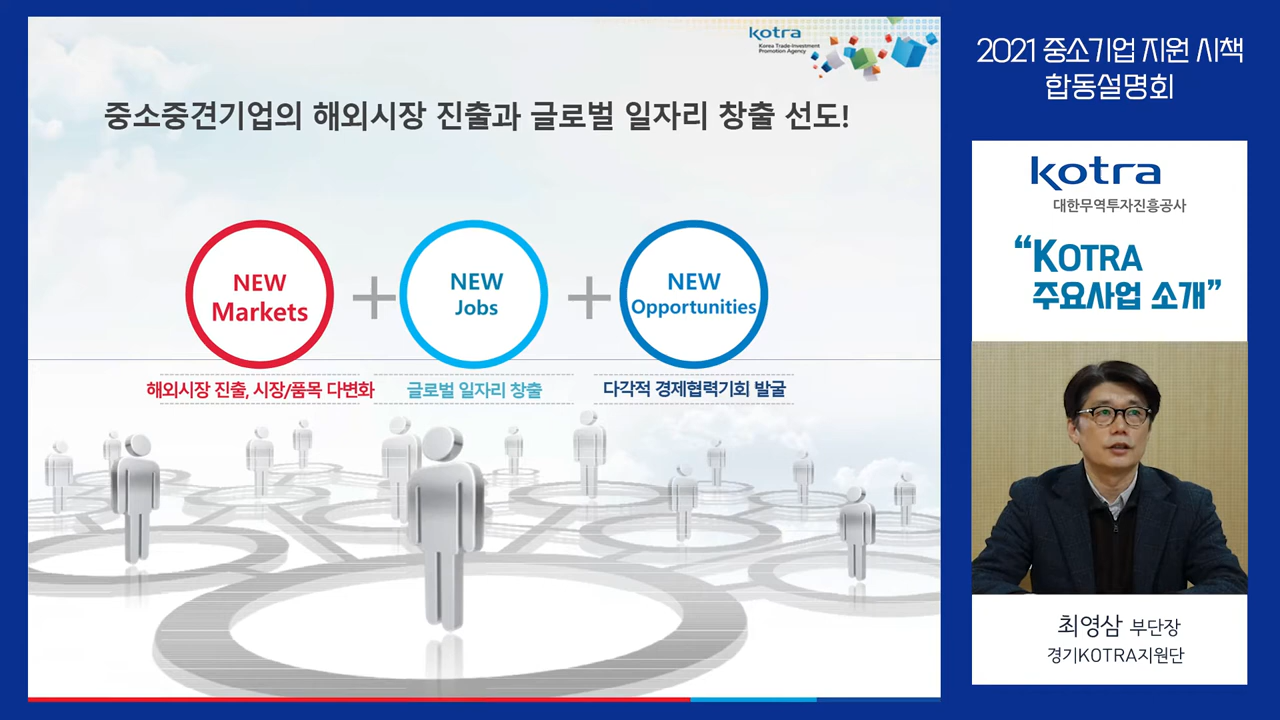 kotra
Korea Trade-Investment
Promotion Agency
중소중견기업의 해외시장 진출과 글로벌 일자리 창출 선도!
NEW
Markets
NEW
Jobs
NEW
Opportunities
해외시장 진출, 시장/품목 다변화
글로벌 일자리 창출
다각적 경제협력기회 발굴
2021 중소기업 지원 시책
합동설명회
kotra
대한무역투자진흥공사
“KOTRA
주요사업 소개”
최영삼 부단장
경기KOTRA지원단